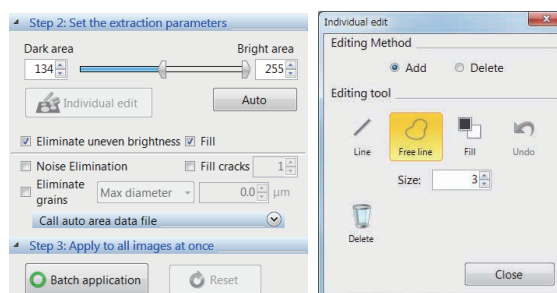 Step 2: Set the extraction parameters
Dark area Bright area
134 255
Individual edit Auto
Eliminate uneven brightness Fill
Noise Elimination Fill cracks 1
Eliminate grains Max diameter 0.0 μm
Call auto area data file
Step 3: Apply to all images at once
Batch application Reset
Individual edit x
Editing Method
Add Delete
Editing tool
Line Free line Fill Undo
Size: 3
Delete
Close